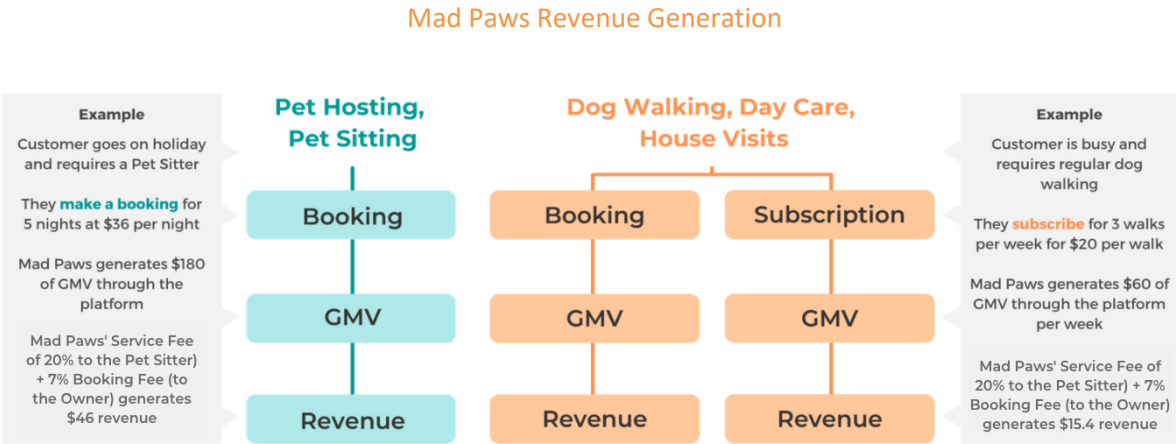 Mad Paws Revenue Generation
Example
Customer goes on holiday
and requires a Pet Sitter
They make a booking for
5 nights at $36 per night
Mad Paws generates $180
of GMV through the
platform
Mad Paws' Service Fee
of 20% to the Pet Sitter)
+ 7% Booking Fee (to
the Owner) generates
$46 revenue
Pet Hosting,
Pet Sitting
Booking
GMV
Revenue
Dog Walking, Day Care,
House Visits
Booking
GMV
Revenue
Subscription
GMV
Revenue
Example
Customer is busy and
requires regular dog
walking
They subscribe for 3 walks
per week for $20 per walk
Mad Paws generates $60 of
GMV through the platform
per week
Mad Paws' Service Fee of
20% to the Pet Sitter) + 7%
Booking Fee (to the Owner)
generates $15.4 revenue